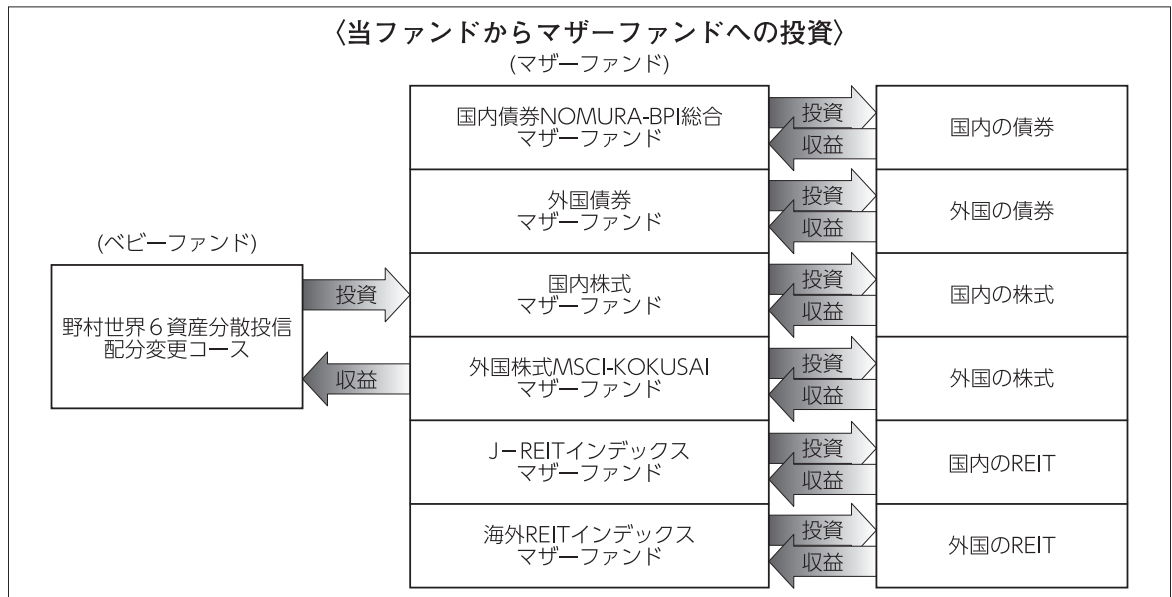 〈当ファンドからマザーファンドへの投資〉
(マザーファンド)
国内債券NOMURA-BPI総合
マザーファンド
投資
収益
国内の債券
外国債券
マザーファンド
投資
収益
外国の債券
(ベビーファンド)
野村世界6資産分散投信
配分変更コース
投資
収益
国内株式
マザーファンド
投資
収益
国内の株式
外国株式MSCI-KOKUSAI
マザーファンド
投資
収益
外国の株式
J-REITインデックス
マザーファンド
投資
収益
国内のREIT
海外REITインデックス
マザーファンド
投資
収益
外国のREIT